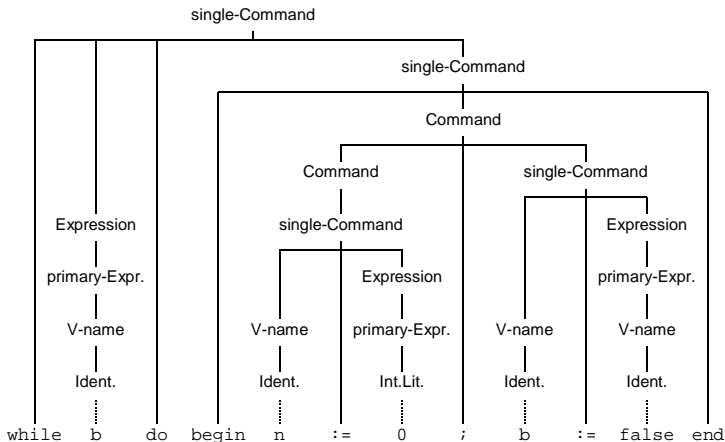 single-Command
single-Command
Command
Command single-Command
Expression single-Command Expression
primary-Expr. Expression primary-Expr.
V-name V-name primary-Expr. V-name V-name
Ident. Ident. Int.Lit. Ident. Ident.
while b do begin n := 0 ; b := false end